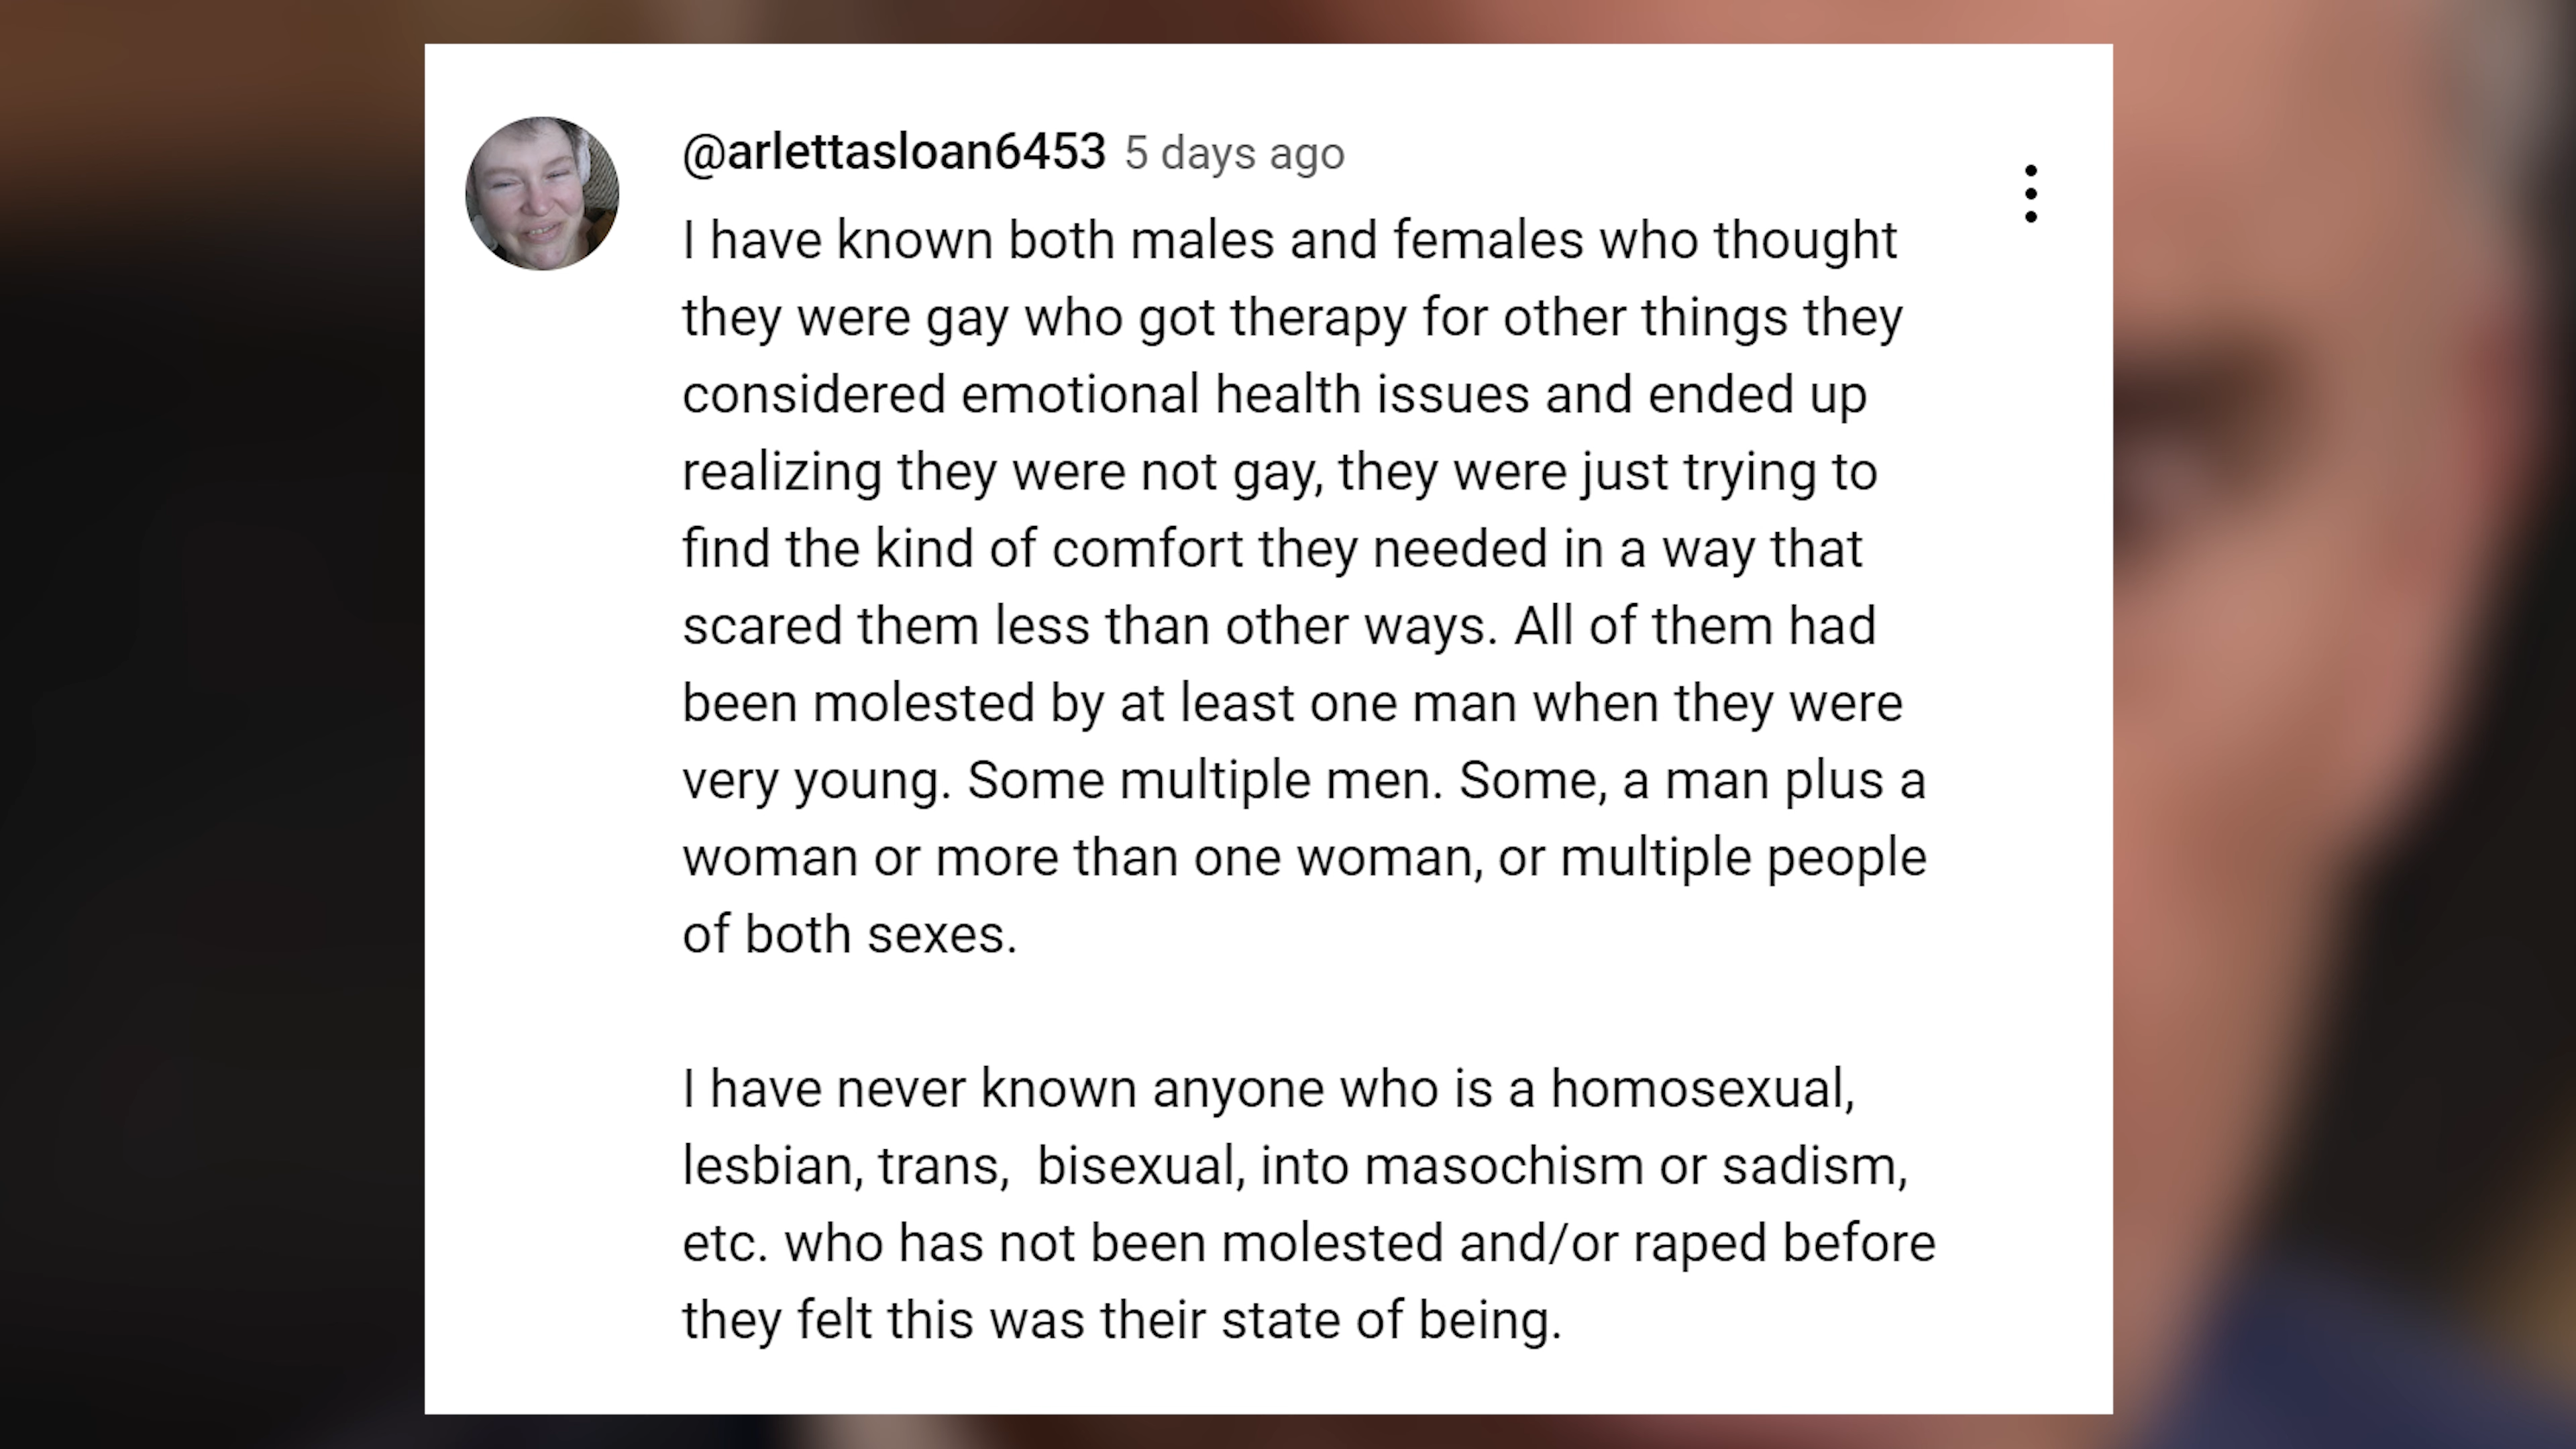 @arlettasloan6453 5 days ago
I have known both males and females who thought
they were gay who got therapy for other things they
considered emotional health issues and ended up
realizing they were not gay, they were just trying to
find the kind of comfort they needed in a way that
scared them less than other ways. All of them had
been molested by at least one man when they were
very young. Some multiple men. Some, a man plus a
woman or more than one woman, or multiple people
of both sexes.
I have never known anyone who is a homosexual,
lesbian, trans,  bisexual, into masochism or sadism,
etc. who has not been molested and/or raped before
they felt this was their state of being.